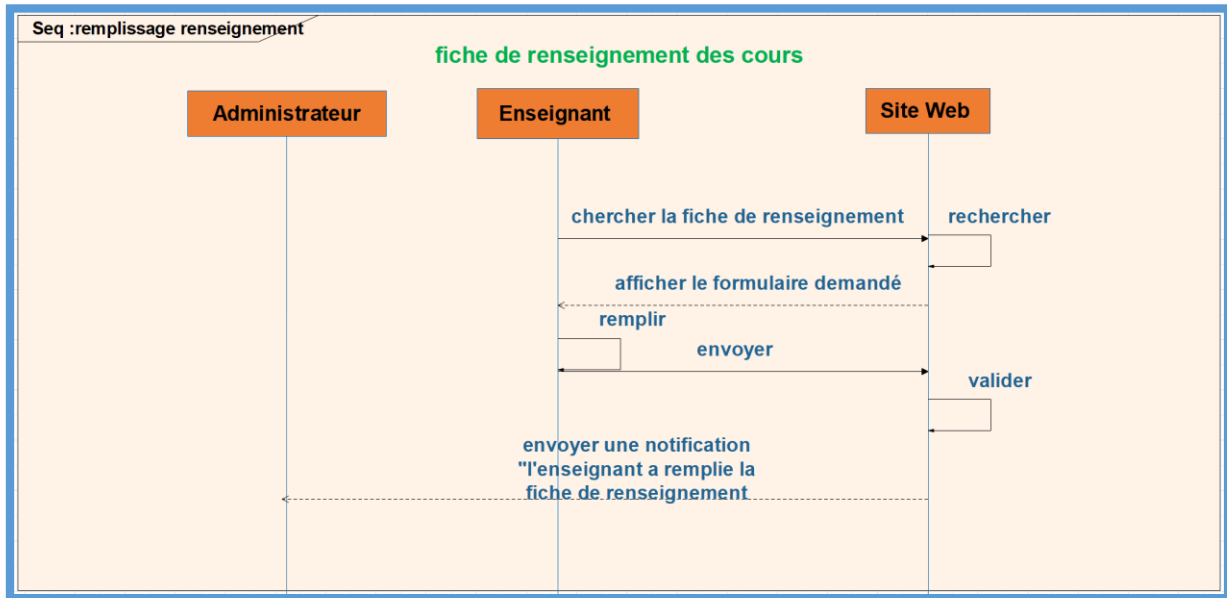 Seq :remplissage renseignement
fiche de renseignement des cours
Administrateur
Enseignant
Site Web
chercher la fiche de renseignement
rechercher
afficher le formulaire demandé
remplir
envoyer
valider
envoyer une notification
"l'enseignant a remplie la
fiche de renseignement